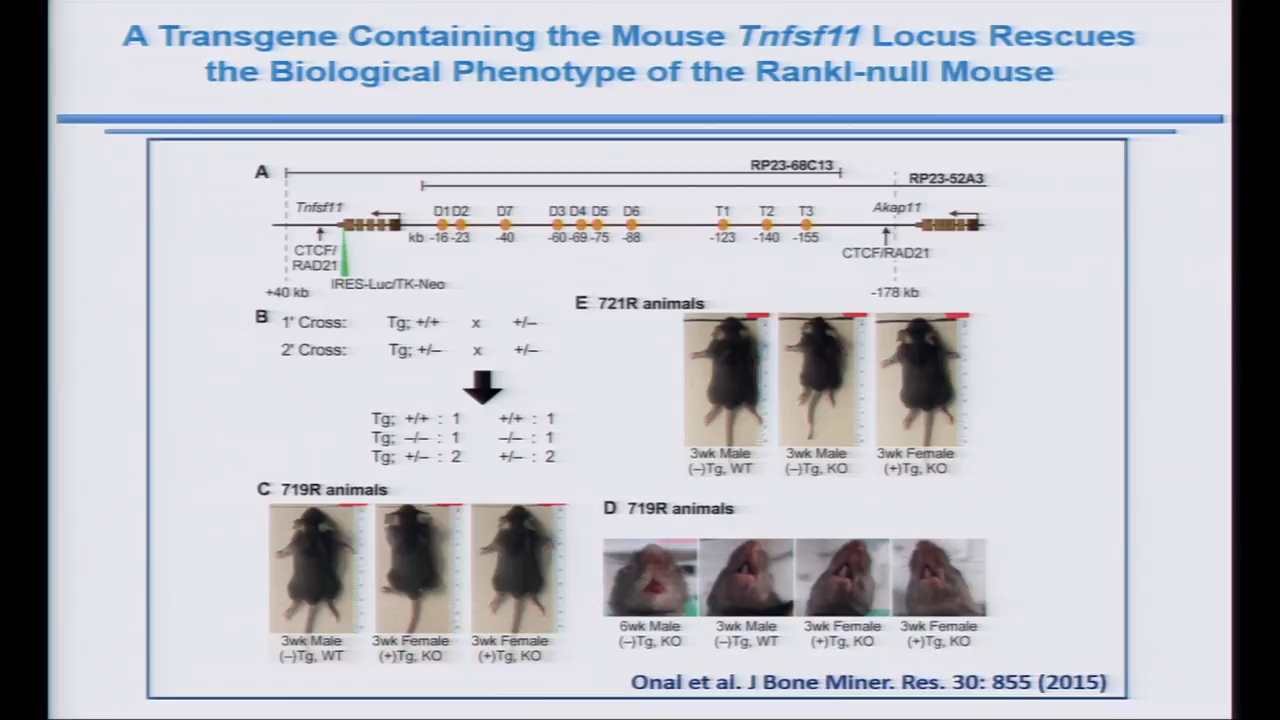 A Transgene Containing the Mouse Tnfsf11 Locus Rescues
the Biological Phenotype of the Rankl-null Mouse
A
RP23-68C13
RP23-52A3
Tnfsf11 D1 D2 D7 D3 D4 D5 D6 T1 T2 T3 Akap11
kb -16 -23 -40 -60 -69 -75 -88 -123 -140 -155
CTCF/
RAD21
CTCF/RAD21
IRES-Luc/TK-Neo
+40 kb
-178 kb
B
1' Cross: Tg; +/+ x +/–
2' Cross: Tg; +/– x +/–
Tg; +/+ : 1 +/+ : 1
Tg; –/– : 1 –/– : 1
Tg; +/– : 2 +/– : 2
E 721R animals
3wk Male 3wk Male 3wk Female
(–)Tg, WT (–)Tg, KO (+)Tg, KO
C 719R animals
3wk Male 3wk Female 3wk Female
(–)Tg, WT (+)Tg, KO (+)Tg, KO
D 719R animals
6wk Male 3wk Male 3wk Female 3wk Female
(–)Tg, KO (–)Tg, WT (+)Tg, KO (+)Tg, KO
Onal et al. J Bone Miner. Res. 30: 855 (2015)